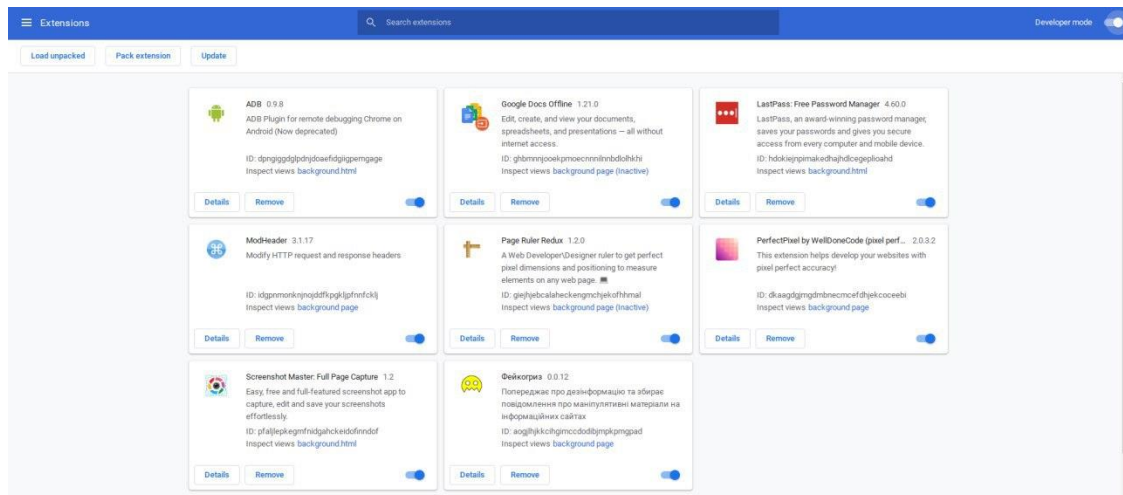 Extensions
Search extensions
Developer mode
Load unpacked
Pack extension
Update
ADB 0.9.8
ADB Plugin for remote debugging Chrome on
Android (Now deprecated)
ID: dpngiggdglpdnjdoaefidgiigpemgage
Inspect views background.html
Details
Remove
Google Docs Offline 1.21.0
Edit, create, and view your documents,
spreadsheets, and presentations — all without
internet access.
ID: ghbmnnjooekpmoecnnnilnnbdlolhkhi
Inspect views background page (Inactive)
Details
Remove
LastPass: Free Password Manager 4.60.0
LastPass, an award-winning password manager,
saves your passwords and gives you secure
access from every computer and mobile device.
ID: hdokiejnpimakedhajhdlcegeplioahd
Inspect views background.html
Details
Remove
ModHeader 3.1.17
Modify HTTP request and response headers
ID: idgpnmonknjnojddfkpgkljpfnnfcklj
Inspect views background page
Details
Remove
Page Ruler Redux 1.2.0
A Web Developer\Designer ruler to get perfect
pixel dimensions and positioning to measure
elements on any web page.
ID: giejhjebcalaheckengmchjekofhhmal
Inspect views background page (Inactive)
Details
Remove
PerfectPixel by WellDoneCode (pixel perf... 2.0.3.2
This extension helps develop your websites with
pixel perfect accuracy!
ID: dkaagdgjmgdmbnecmcefdhjekcoceebi
Inspect views background page
Details
Remove
Screenshot Master: Full Page Capture 1.2
Easy, free and full-featured screenshot app to
capture, edit and save your screenshots
effortlessly.
ID: pfaljlepkegmfnidgahckeidofinndof
Inspect views background.html
Details
Remove
Фейкогриз 0.0.12
Попереджає про дезінформацію та збирає
повідомлення про маніпулятивні матеріали на
інформаційних сайтах
ID: aogjlhjkkcihgimccdodibjmpkpmgpad
Inspect views background page
Details
Remove